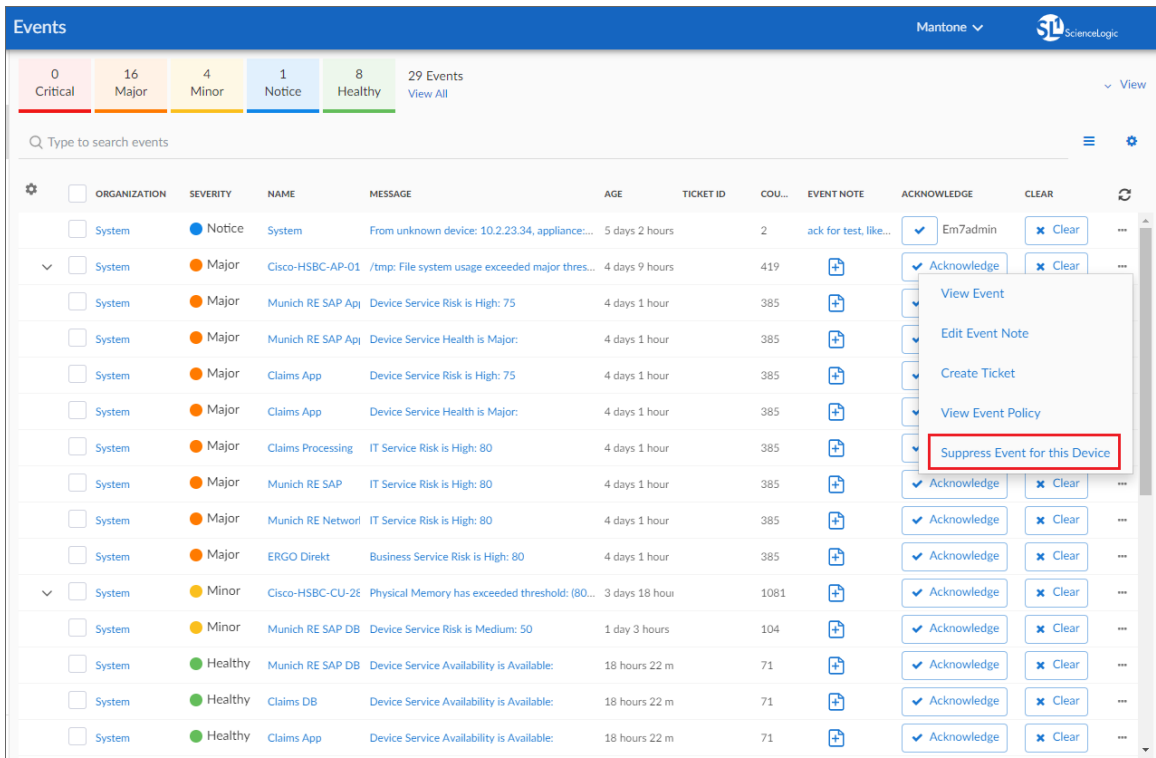 Events
Mantone
SL1 ScienceLogic
0 16 4 1 8 29 Events
Critical Major Minor Notice Healthy View All
View
Type to search events
ORGANIZATION SEVERITY NAME MESSAGE AGE TICKET ID COU... EVENT NOTE ACKNOWLEDGE CLEAR
System Notice System From unknown device: 10.2.23.34, appliance:... 5 days 2 hours 2 ack for test, like... Em7admin Clear
System Major Cisco-HSBC-AP-01 /tmp: File system usage exceeded major thres... 4 days 9 hours 419 Acknowledge Clear
System Major Munich RE SAP Ap Device Service Risk is High: 75 4 days 1 hour 385
View Event
System Major Munich RE SAP Ap Device Service Health is Major: 4 days 1 hour 385
Edit Event Note
System Major Claims App Device Service Risk is High: 75 4 days 1 hour 385
Create Ticket
System Major Claims App Device Service Health is Major: 4 days 1 hour 385
View Event Policy
System Major Claims Processing IT Service Risk is High: 80 4 days 1 hour 385
Suppress Event for this Device
System Major Munich RE SAP IT Service Risk is High: 80 4 days 1 hour 385 Acknowledge Clear
System Major Munich RE Networ IT Service Risk is High: 80 4 days 1 hour 385 Acknowledge Clear
System Major ERGO Direkt Business Service Risk is High: 80 4 days 1 hour 385 Acknowledge Clear
System Minor Cisco-HSBC-CU-28 Physical Memory has exceeded threshold: (80... 3 days 18 hou 1081 Acknowledge Clear
System Minor Munich RE SAP DB Device Service Risk is Medium: 50 1 day 3 hours 104 Acknowledge Clear
System Healthy Munich RE SAP DB Device Service Availability is Available: 18 hours 22 m 71 Acknowledge Clear
System Healthy Claims DB Device Service Availability is Available: 18 hours 22 m 71 Acknowledge Clear
System Healthy Claims App Device Service Availability is Available: 18 hours 22 m 71 Acknowledge Clear